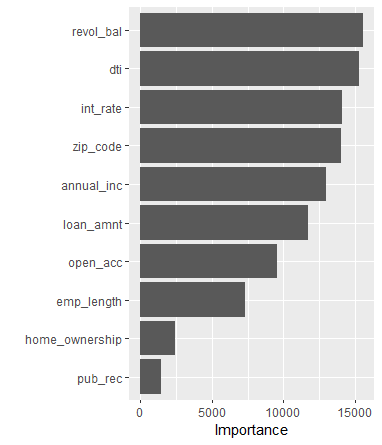 revol_bal
dti
int_rate
zip_code
annual_inc
loan_amnt
open_acc
emp_length
home_ownership
pub_rec
0 5000 10000 15000
Importance